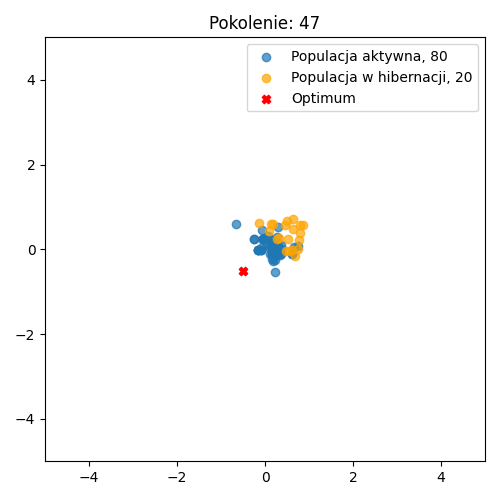 Pokolenie: 47
Populacja aktywna, 80
Populacja w hibernacji, 20
Optimum
4
2
0
−2
−4
−4 −2 0 2 4